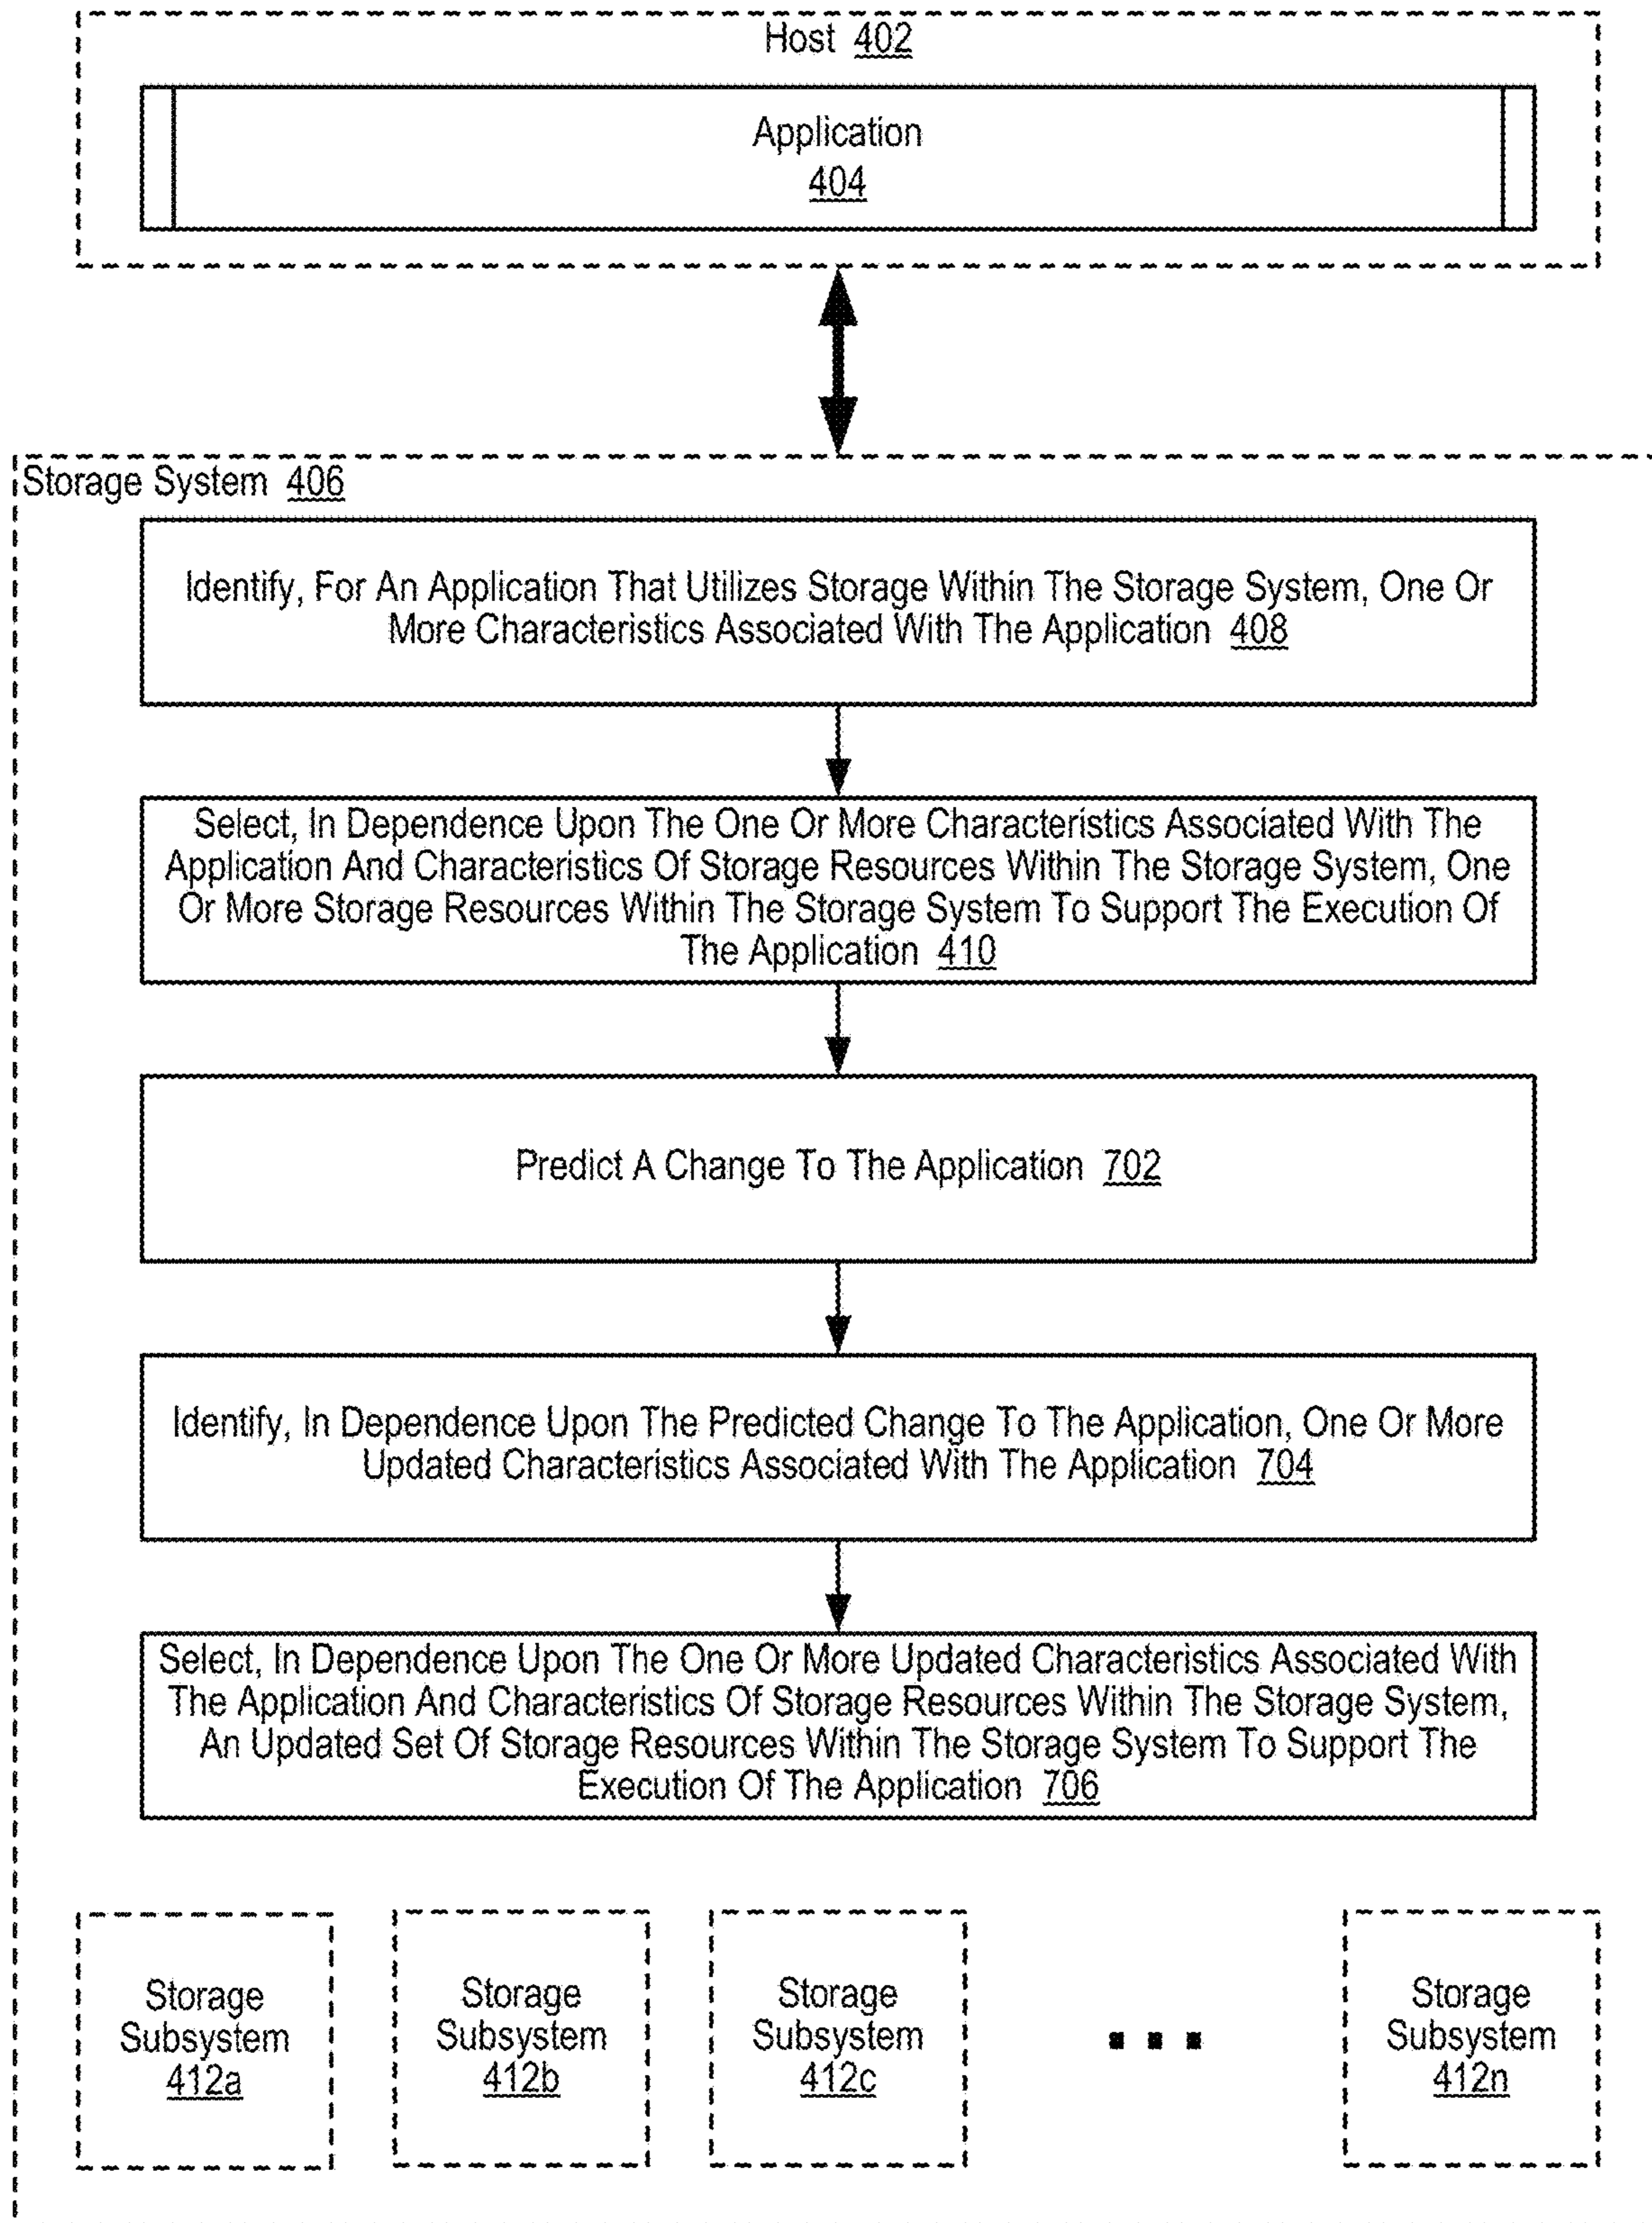 Host 402
Application
404
Storage System 406
Identify, For An Application That Utilizes Storage Within The Storage System, One Or
More Characteristics Associated With The Application 408
Select, In Dependence Upon The One Or More Characteristics Associated With The
Application And Characteristics Of Storage Resources Within The Storage System, One
Or More Storage Resources Within The Storage System To Support The Execution Of
The Application 410
Predict A Change To The Application 702
Identify, In Dependence Upon The Predicted Change To The Application, One Or More
Updated Characteristics Associated With The Application 704
Select, In Dependence Upon The One Or More Updated Characteristics Associated With
The Application And Characteristics Of Storage Resources Within The Storage System,
An Updated Set Of Storage Resources Within The Storage System To Support The
Execution Of The Application 706
Storage
Subsystem
412a
Storage
Subsystem
412b
Storage
Subsystem
412c
...
Storage
Subsystem
412n